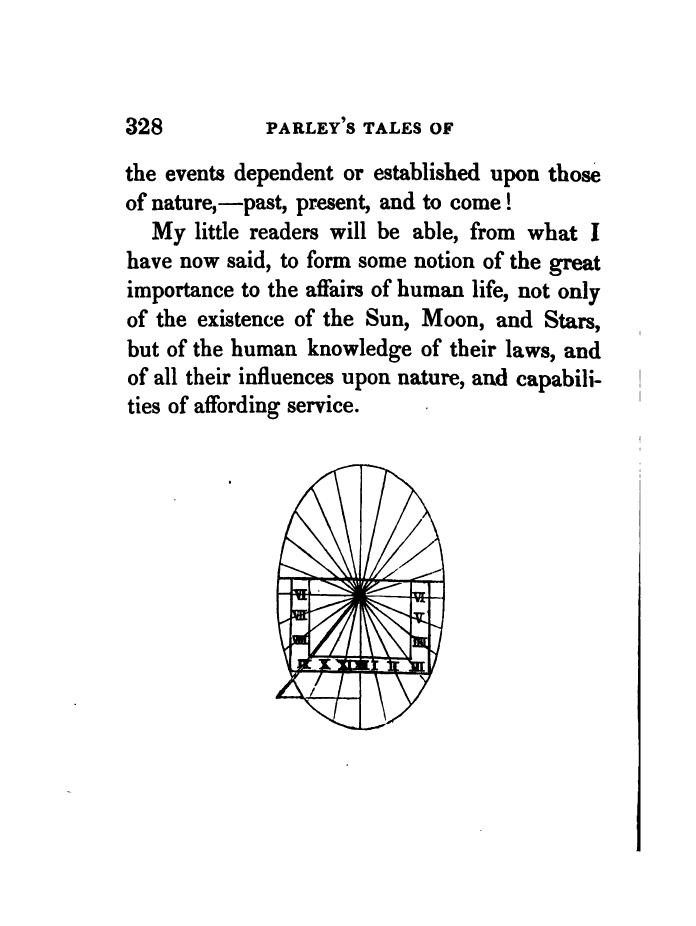 328 PARLEY'S TALES OF
the events dependent or established upon those
of nature,—past, present, and to come!
My little readers will be able, from what I
have now said, to form some notion of the great
importance to the affairs of human life, not only
of the existence of the Sun, Moon, and Stars,
but of the human knowledge of their laws, and
of all their influences upon nature, and capabili-
ties of affording service.
VI VI
VII V
VIII IIII
IX X XI XII I II III